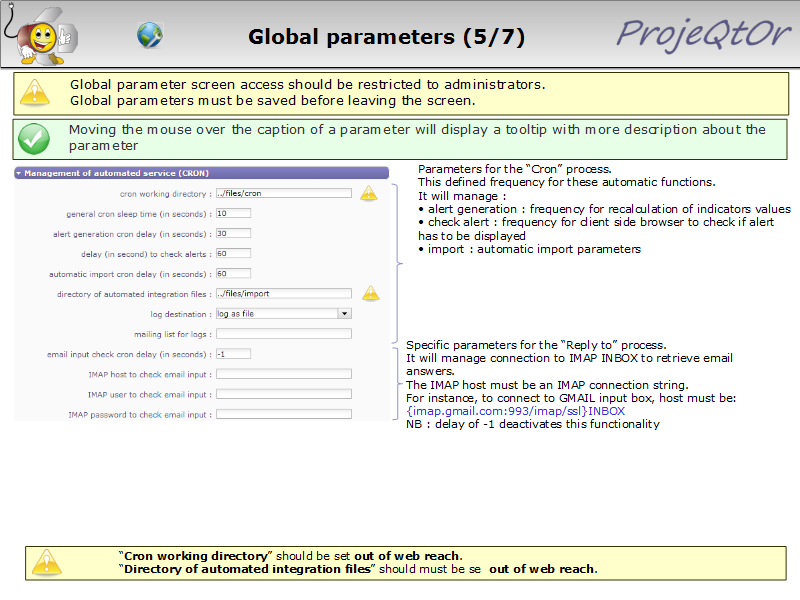 Global parameters (5/7)
ProjeQtOr
Global parameter screen access should be restricted to administrators.
Global parameters must be saved before leaving the screen.
Moving the mouse over the caption of a parameter will display a tooltip with more description about the
parameter
Management of automated service (CRON)
cron working directory : ../files/cron
general cron sleep time (in seconds) : 10
alert generation cron delay (in seconds) : 30
delay (in second) to check alerts : 60
automatic import cron delay (in seconds) : 60
directory of automated integration files : ../files/import
log destination : log as file
mailing list for logs :
email input check cron delay (in seconds) : -1
IMAP host to check email input :
IMAP user to check email input :
IMAP password to check email input :
Parameters for the “Cron” process.
This defined frequency for these automatic functions.
It will manage :
• alert generation : frequency for recalculation of indicators values
• check alert : frequency for client side browser to check if alert
has to be displayed
• import : automatic import parameters
Specific parameters for the “Reply to” process.
It will manage connection to IMAP INBOX to retrieve email
answers.
The IMAP host must be an IMAP connection string.
For instance, to connect to GMAIL input box, host must be:
{imap.gmail.com:993/imap/ssl}INBOX
NB : delay of -1 deactivates this functionality
“Cron working directory” should be set out of web reach.
“Directory of automated integration files” should must be se out of web reach.